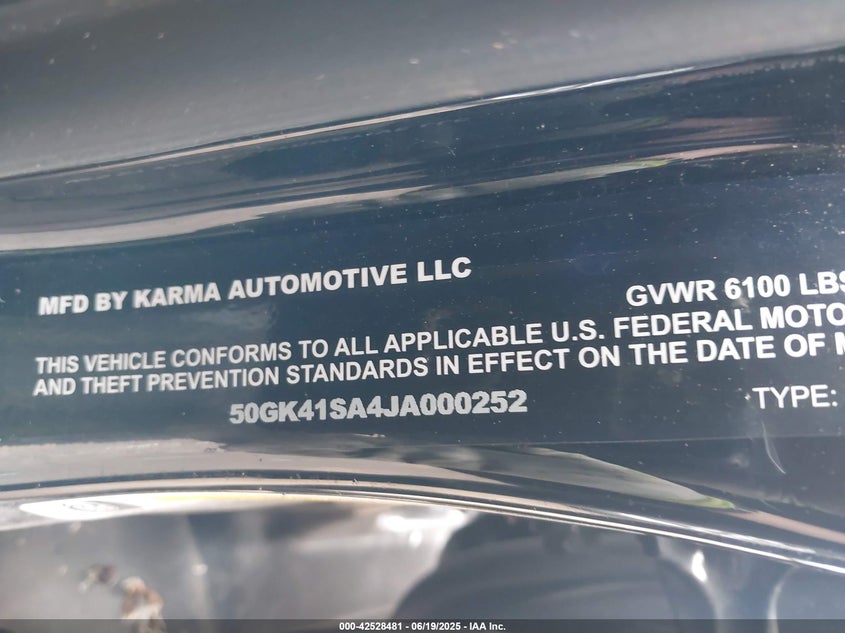 MFD BY KARMA AUTOMOTIVE LLC
GVWR 6100 LBS
THIS VEHICLE CONFORMS TO ALL APPLICABLE U.S. FEDERAL MOTO
AND THEFT PREVENTION STANDARDS IN EFFECT ON THE DATE OF M
50GK41SA4JA000252
TYPE:
000-42528481 - 06/19/2025 - IAA Inc.